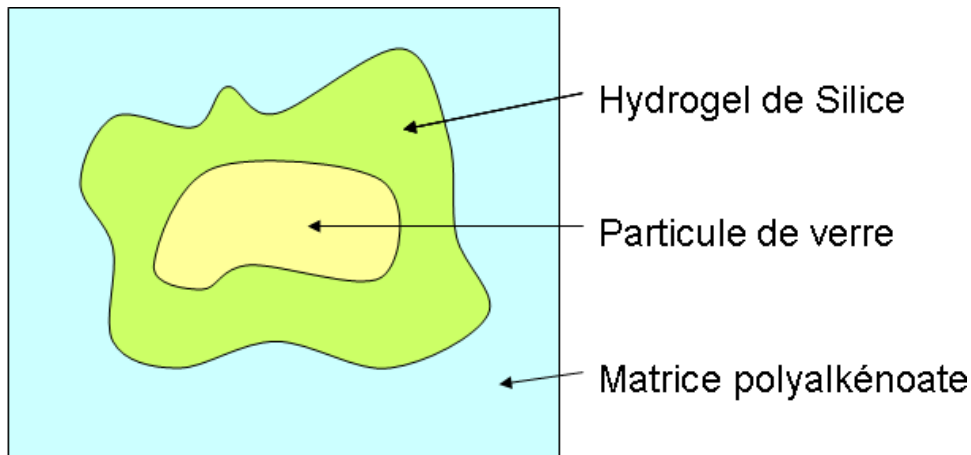 Hydrogel de Silice
Particule de verre
Matrice polyalkénoate